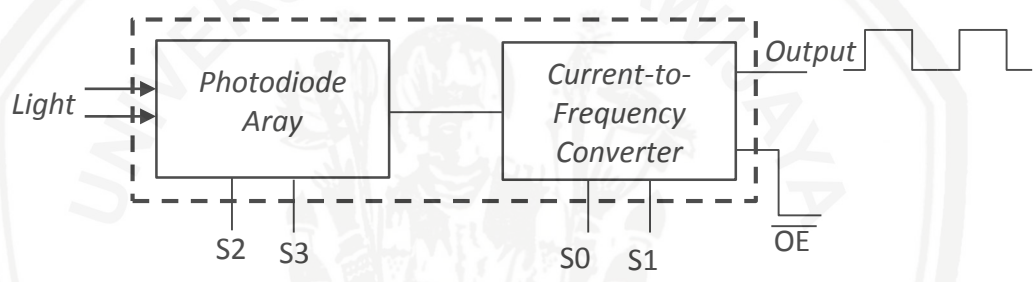 Light
Photodiode
Aray
Current-to-
Frequency
Converter
Output
S2
S3
S0
S1
OE